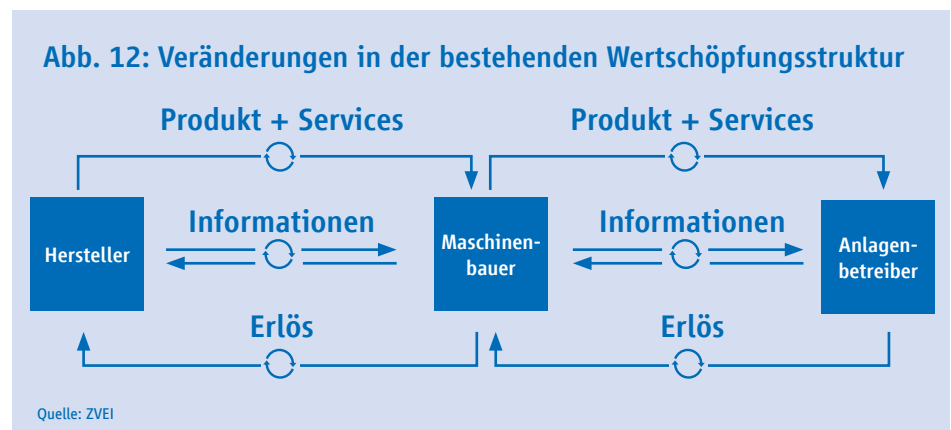 Abb. 12: Veränderungen in der bestehenden Wertschöpfungsstruktur
Produkt + Services
Produkt + Services
Hersteller
Informationen
Maschinen-
bauer
Informationen
Anlagen-
betreiber
Erlös
Erlös
Quelle: ZVEI